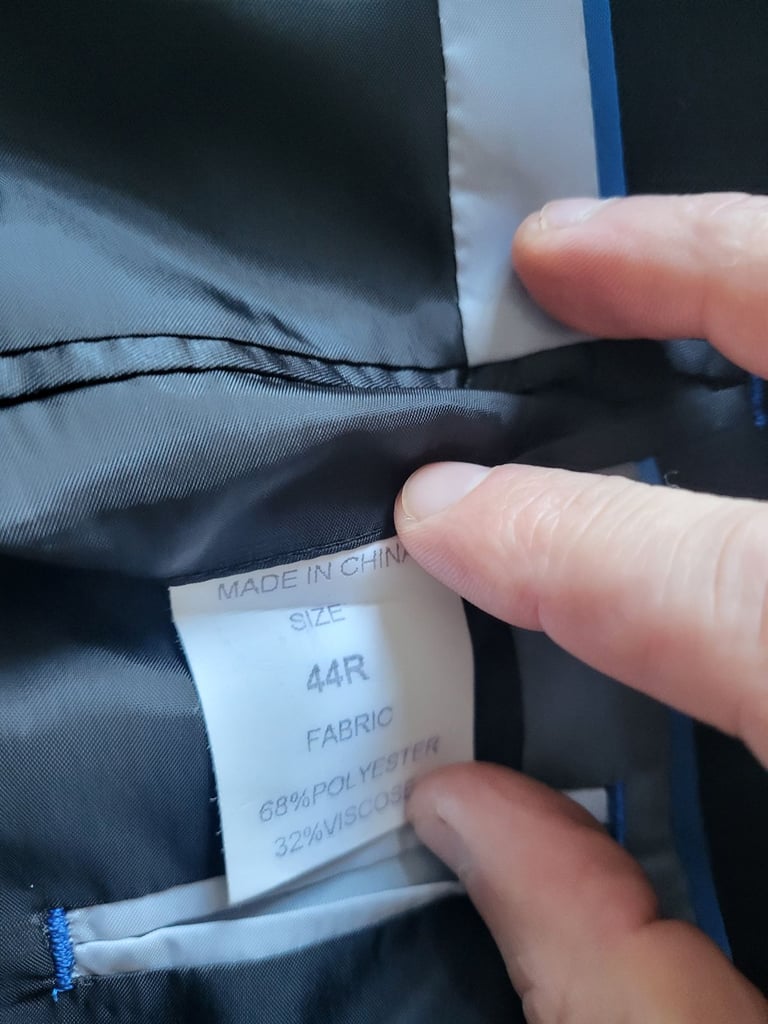 MADE IN CHINA
SIZE
44R
FABRIC
68%POLYESTER
32%VISCOSE